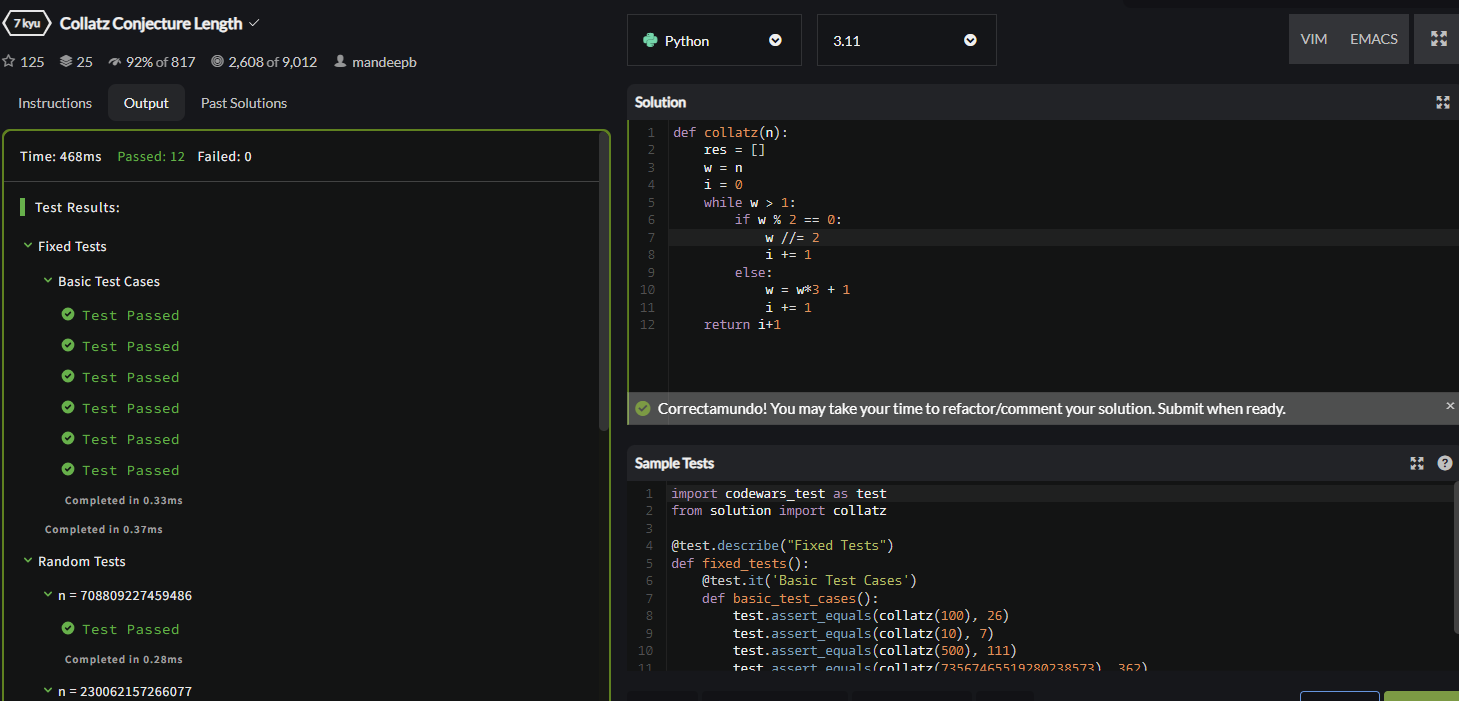 7 kyu Collatz Conjecture Length
125 25 92% of 817 2,608 of 9,012 mandeepb
Instructions Output Past Solutions
Time: 468ms Passed: 12 Failed: 0
Test Results:
Fixed Tests
Basic Test Cases
Test Passed
Test Passed
Test Passed
Test Passed
Test Passed
Test Passed
Completed in 0.33ms
Completed in 0.37ms
Random Tests
n = 708809227459486
Test Passed
Completed in 0.28ms
n = 230062157266077
Python 3.11 VIM EMACS
Solution
1 def collatz(n):
2 res = []
3 w = n
4 i = 0
5 while w > 1:
6 if w % 2 == 0:
7 w //= 2
8 i += 1
9 else:
10 w = w*3 + 1
11 i += 1
12 return i+1
Correctamundo! You may take your time to refactor/comment your solution. Submit when ready.
Sample Tests
1 import codewars_test as test
2 from solution import collatz
3
4 @test.describe("Fixed Tests")
5 def fixed_tests():
6 @test.it('Basic Test Cases')
7 def basic_test_cases():
8 test.assert_equals(collatz(100), 26)
9 test.assert_equals(collatz(10), 7)
10 test.assert_equals(collatz(500), 111)
11 test.assert_equals(collatz(73567465519280238573), 362)